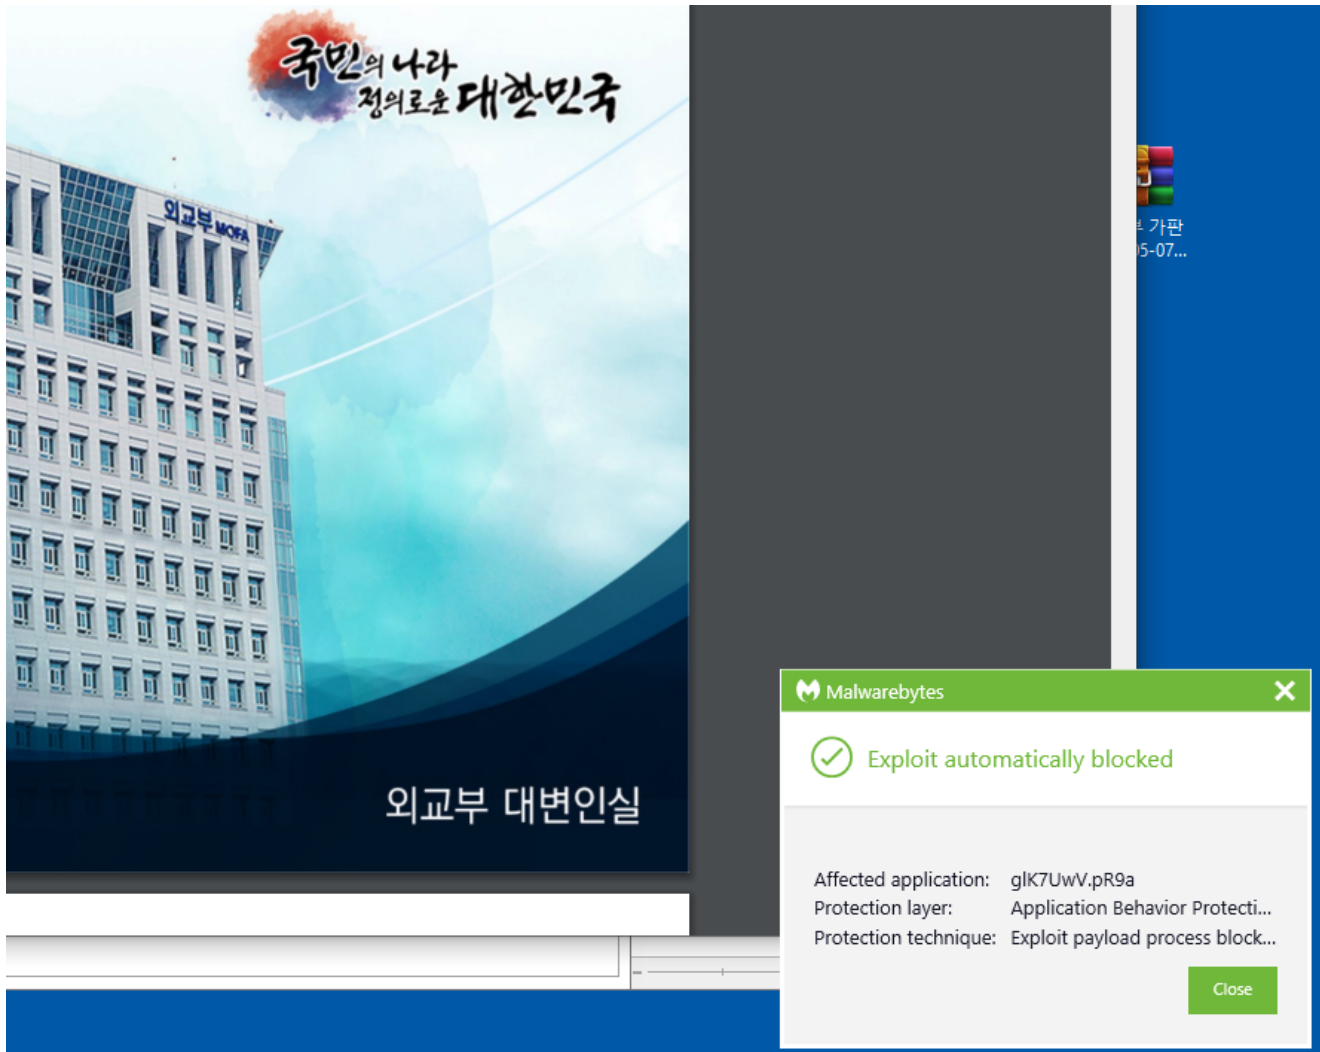 국민의 나라
정의로운 대한민국
외교부 MOFA
외교부 대변인실
가판
05-07...
Malwarebytes
Exploit automatically blocked
Affected application: glK7UwV.pR9a
Protection layer: Application Behavior Protecti...
Protection technique: Exploit payload process block...
Close